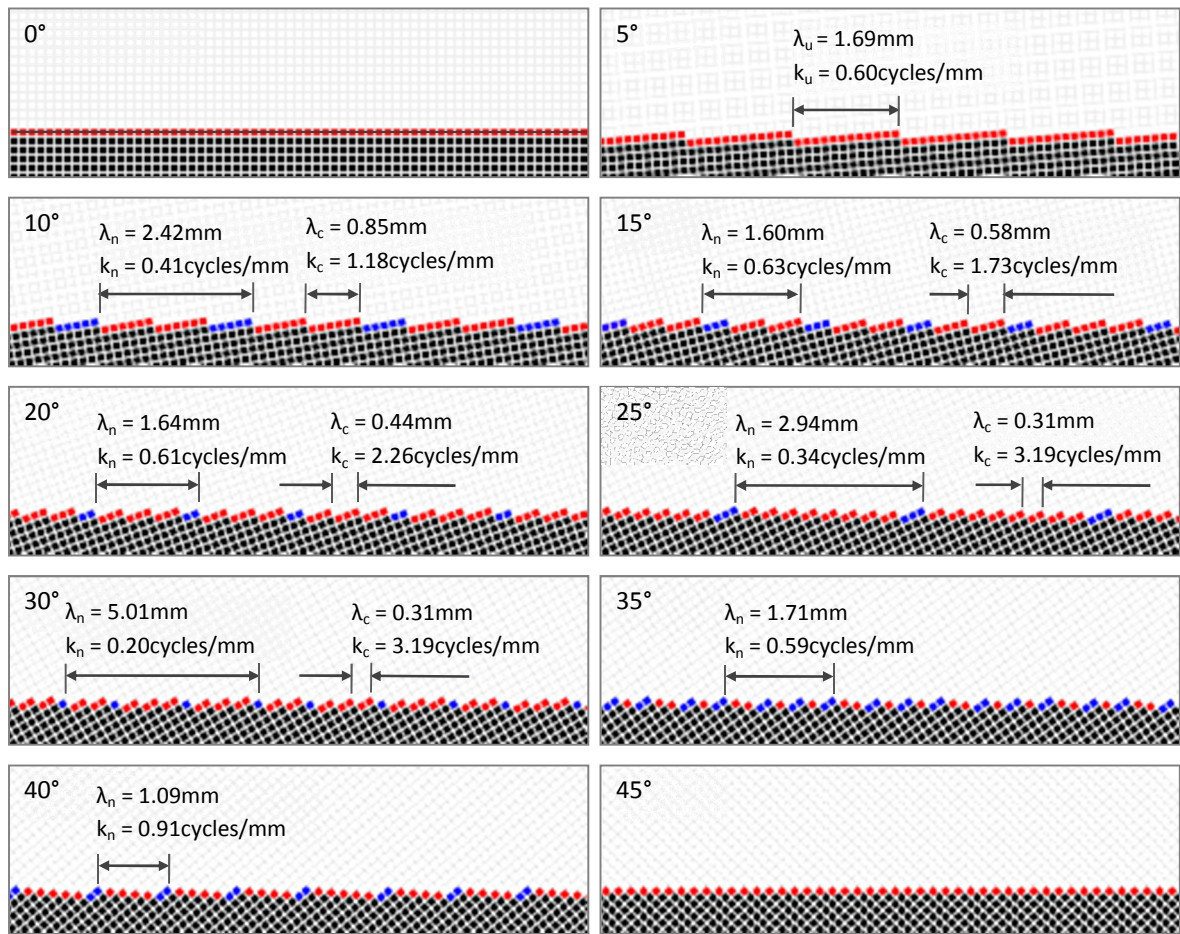 0°
5°
λu = 1.69mm
ku = 0.60cycles/mm
10°
λn = 2.42mm
kn = 0.41cycles/mm
λc = 0.85mm
kc = 1.18cycles/mm
15°
λn = 1.60mm
kn = 0.63cycles/mm
λc = 0.58mm
kc = 1.73cycles/mm
20°
λn = 1.64mm
kn = 0.61cycles/mm
λc = 0.44mm
kc = 2.26cycles/mm
25°
λn = 2.94mm
kn = 0.34cycles/mm
λc = 0.31mm
kc = 3.19cycles/mm
30°
λn = 5.01mm
kn = 0.20cycles/mm
λc = 0.31mm
kc = 3.19cycles/mm
35°
λn = 1.71mm
kn = 0.59cycles/mm
40°
λn = 1.09mm
kn = 0.91cycles/mm
45°